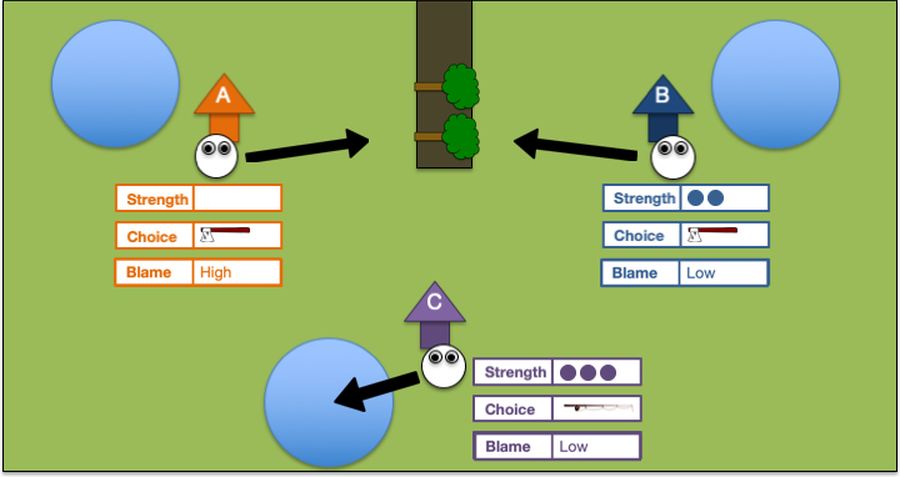 A
B
Strength
Choice
Blame High
Strength
Choice
Blame Low
C
Strength
Choice
Blame Low